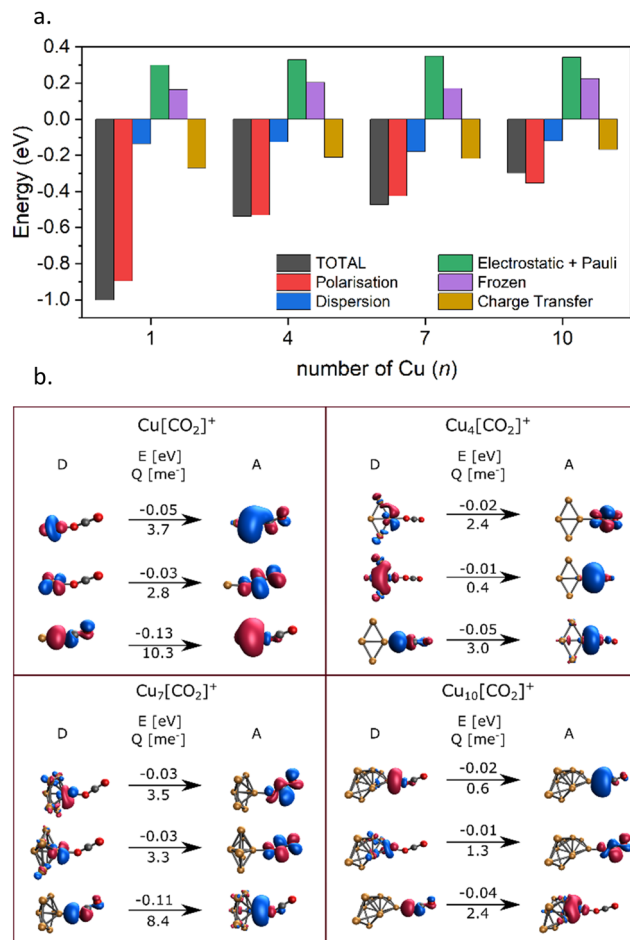 a.
Energy (eV)
0.4
0.2
0.0
-0.2
-0.4
-0.6
-0.8
-1.0
TOTAL
Polarisation
Dispersion
Electrostatic + Pauli
Frozen
Charge Transfer
1 4 7 10
number of Cu (n)
b.
Cu[CO₂]⁺
D E [eV] A
Q [me⁻]
-0.05
3.7
-0.03
2.8
-0.13
10.3
Cu₄[CO₂]⁺
D E [eV] A
Q [me⁻]
-0.02
2.4
-0.01
0.4
-0.05
3.0
Cu₇[CO₂]⁺
D E [eV] A
Q [me⁻]
-0.03
3.5
-0.03
3.3
-0.11
8.4
Cu₁₀[CO₂]⁺
D E [eV] A
Q [me⁻]
-0.02
0.6
-0.01
1.3
-0.04
2.4